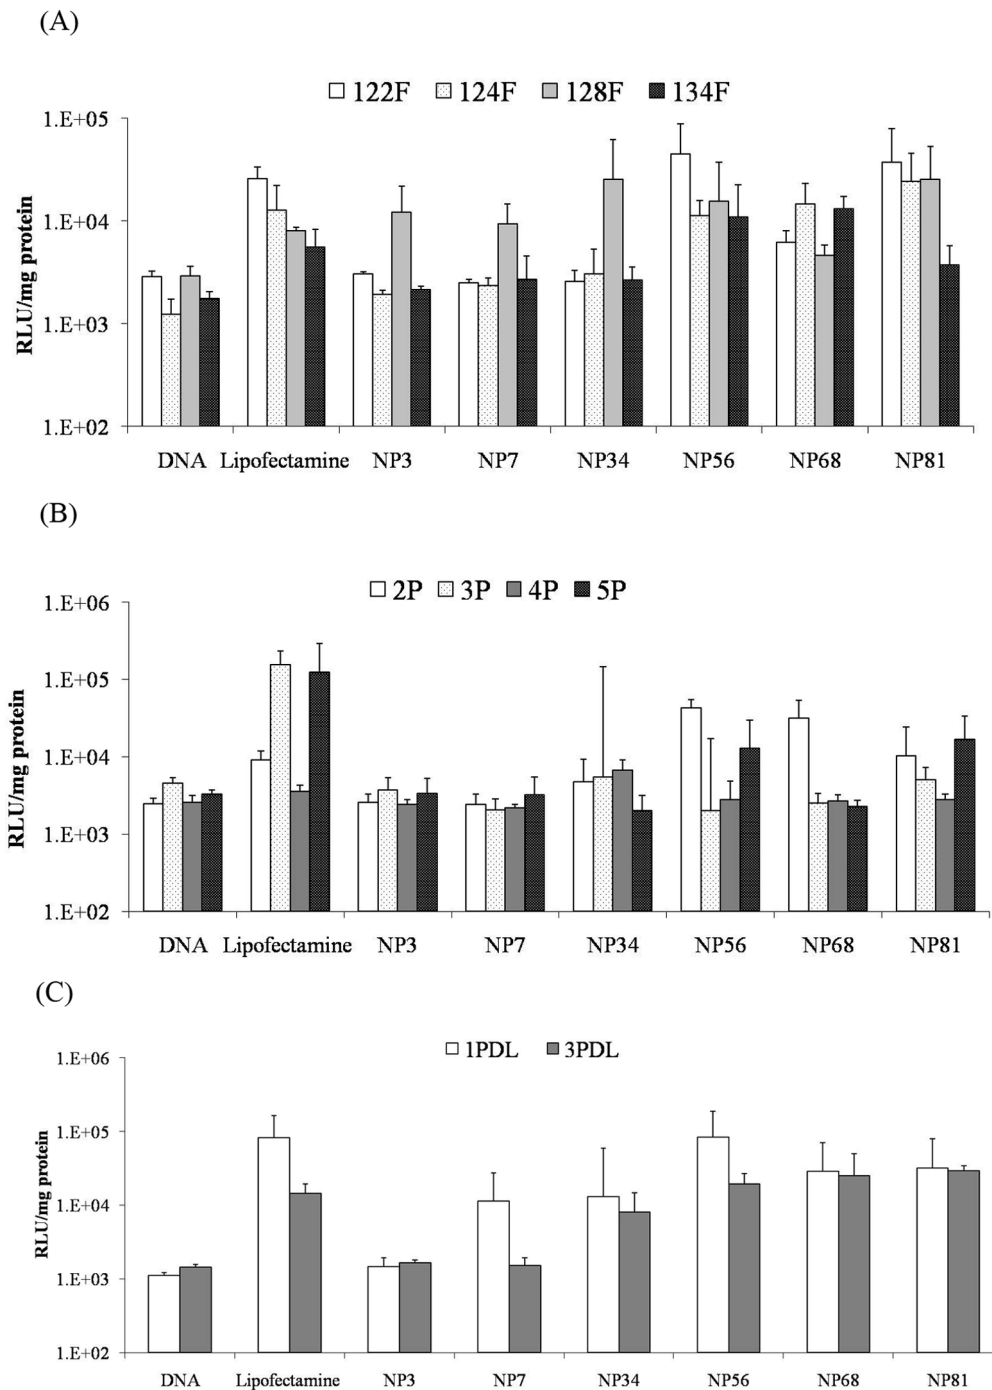 (A)
122F 124F 128F 134F
1.E+05
1.E+04
1.E+03
1.E+02
RLU/mg protein
DNA Lipofectamine NP3 NP7 NP34 NP56 NP68 NP81
(B)
2P 3P 4P 5P
1.E+06
1.E+05
1.E+04
1.E+03
1.E+02
RLU/mg protein
DNA Lipofectamine NP3 NP7 NP34 NP56 NP68 NP81
(C)
1PDL 3PDL
1.E+06
1.E+05
1.E+04
1.E+03
1.E+02
RLU/mg protein
DNA Lipofectamine NP3 NP7 NP34 NP56 NP68 NP81